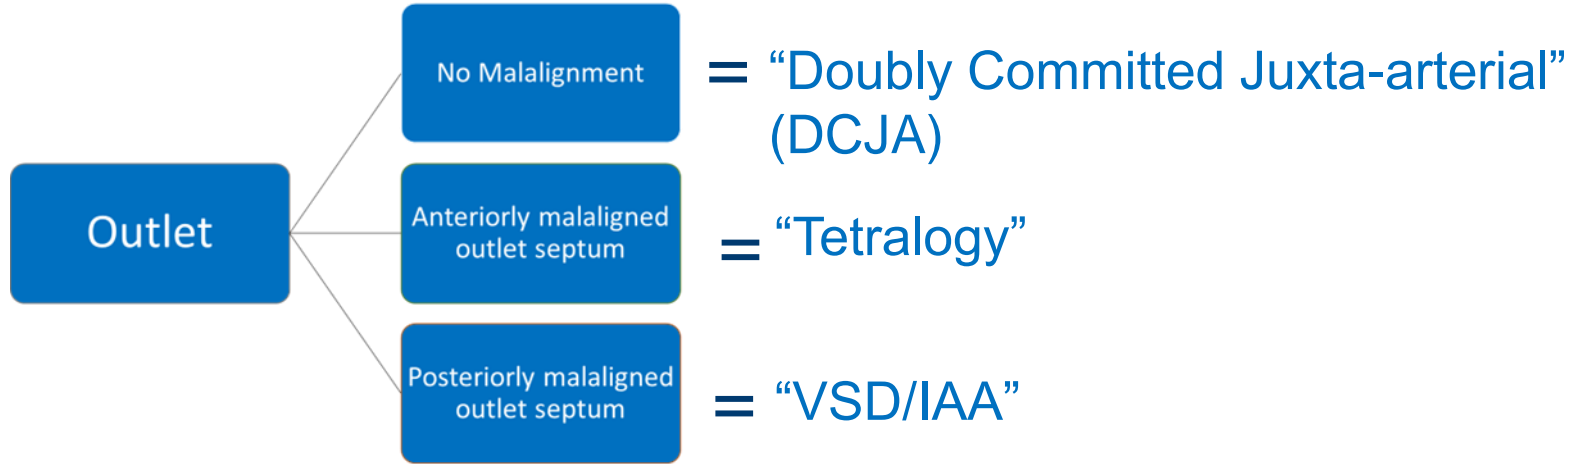 Outlet
No Malalignment
= “Doubly Committed Juxta-arterial”
(DCJA)
Anteriorly malaligned
outlet septum
= “Tetralogy”
Posteriorly malaligned
outlet septum
= “VSD/IAA”